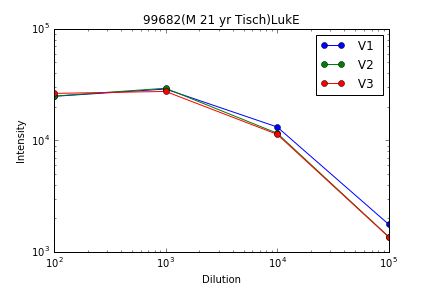 99682(M 21 yr Tisch)LukE
V1
V2
V3
Intensity
10^5
10^4
10^3
10^2 10^3 10^4 10^5
Dilution